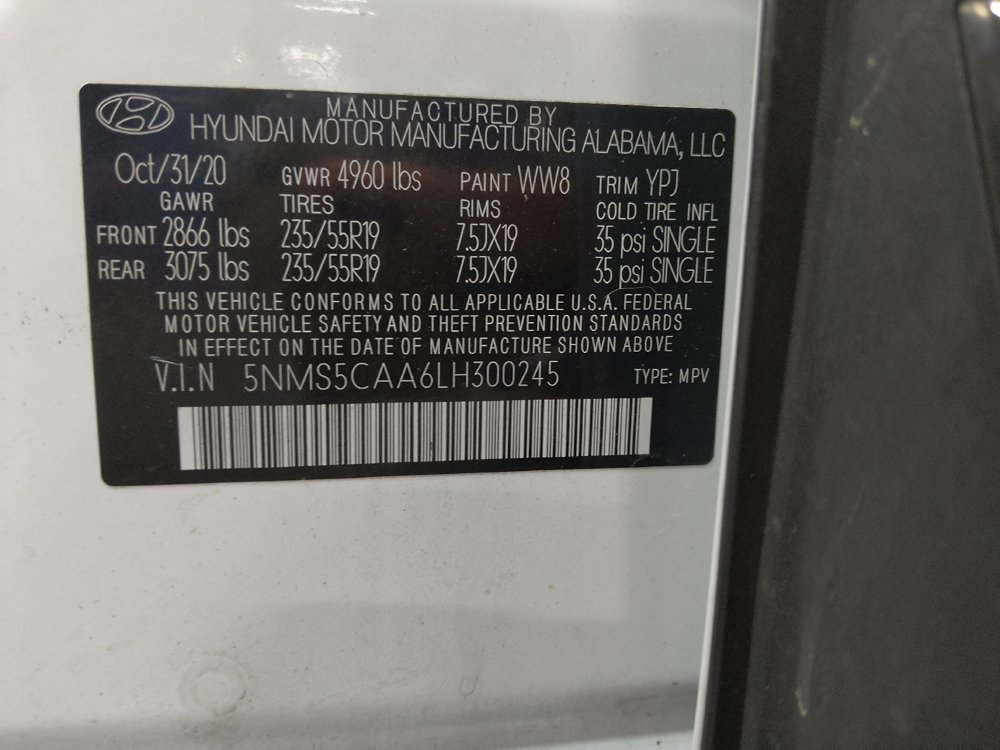 MANUFACTURED BY
HYUNDAI MOTOR MANUFACTURING ALABAMA, LLC
Oct/31/20 GVWR 4960 lbs PAINT WW8 TRIM YPJ
GAWR TIRES RIMS COLD TIRE INFL
FRONT 2866 lbs 235/55R19 7.5JX19 35 psi SINGLE
REAR 3075 lbs 235/55R19 7.5JX19 35 psi SINGLE
THIS VEHICLE CONFORMS TO ALL APPLICABLE U.S.A. FEDERAL
MOTOR VEHICLE SAFETY AND THEFT PREVENTION STANDARDS
IN EFFECT ON THE DATE OF MANUFACTURE SHOWN ABOVE
V.I.N 5NMS5CAA6LH300245 TYPE: MPV